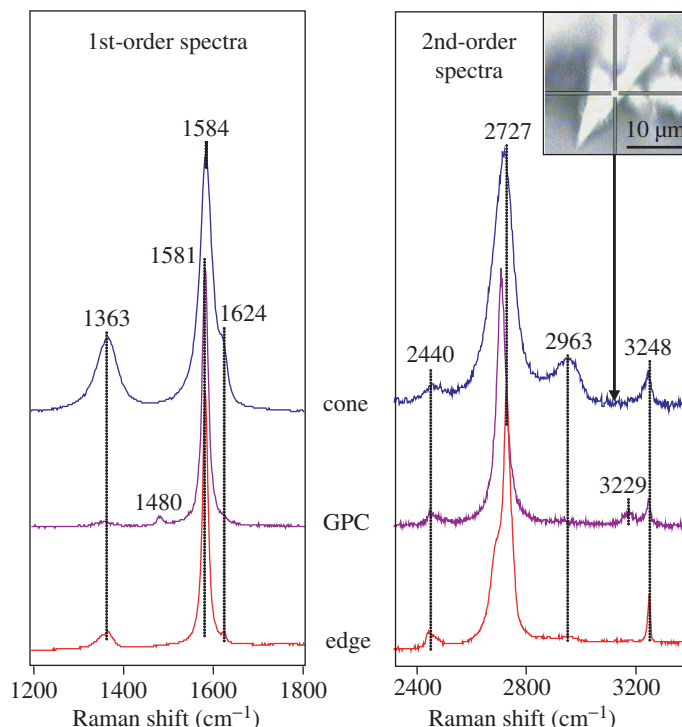 1st-order spectra
2nd-order
spectra
10 µm
1584
1581
1363
1624
1480
2727
2440
2963
3248
3229
cone
GPC
edge
1200 1400 1600 1800
2400 2800 3200
Raman shift (cm⁻¹)
Raman shift (cm⁻¹)